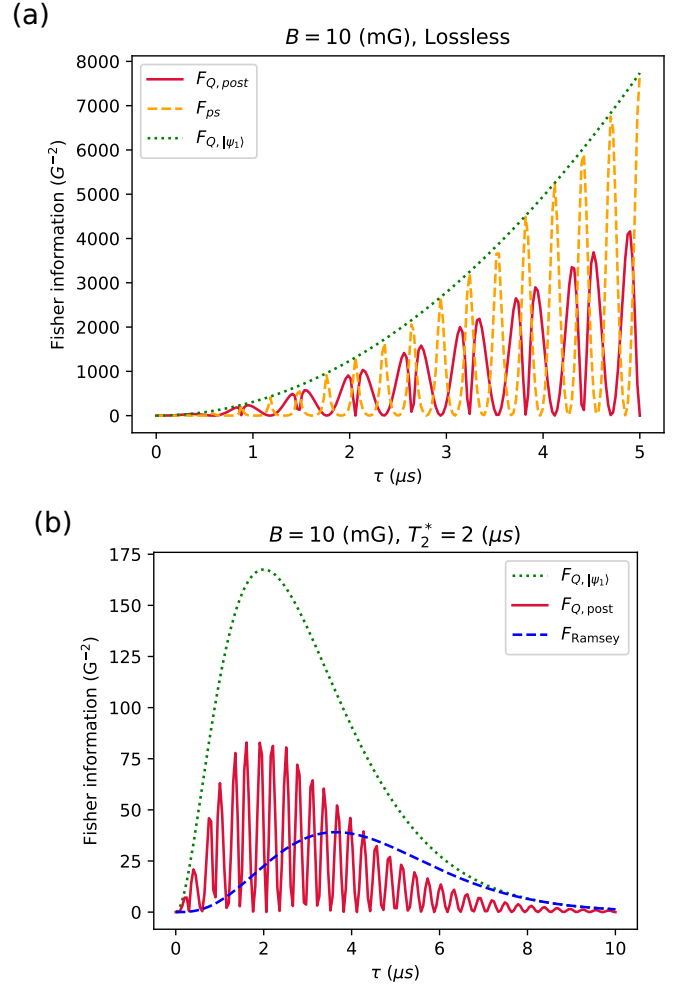 (a)
B = 10 (mG), Lossless
Fisher information (G⁻²)
8000
7000
6000
5000
4000
3000
2000
1000
0
F_{Q,post}
F_{ps}
F_{Q,|ψ₁⟩}
0 1 2 3 4 5
τ (μs)
(b)
B = 10 (mG), T₂* = 2 (μs)
Fisher information (G⁻²)
175
150
125
100
75
50
25
0
F_{Q,|ψ₁⟩}
F_{Q,post}
F_{Ramsey}
0 2 4 6 8 10
τ (μs)